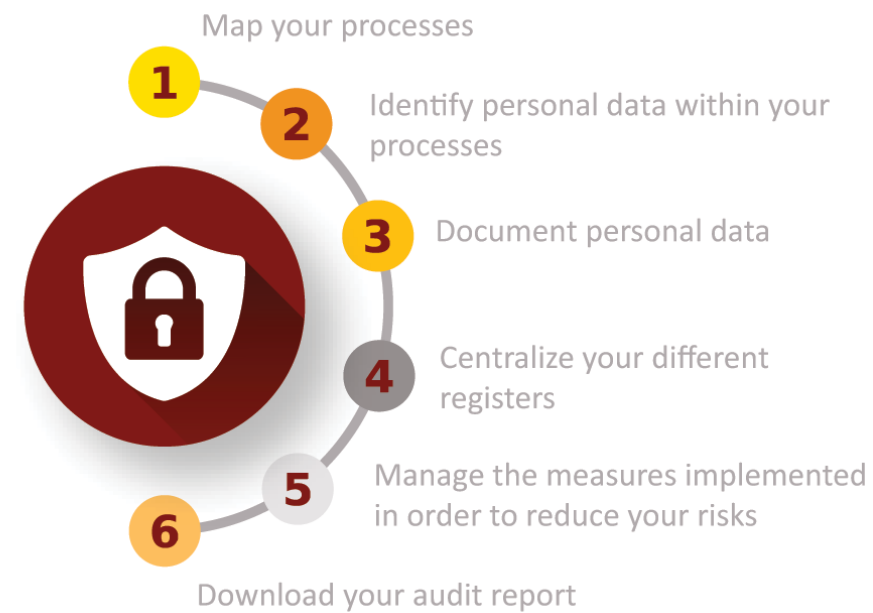 Map your processes
1
2
Identify personal data within your
processes
3
Document personal data
4
Centralize your different
registers
5
Manage the measures implemented
in order to reduce your risks
6
Download your audit report